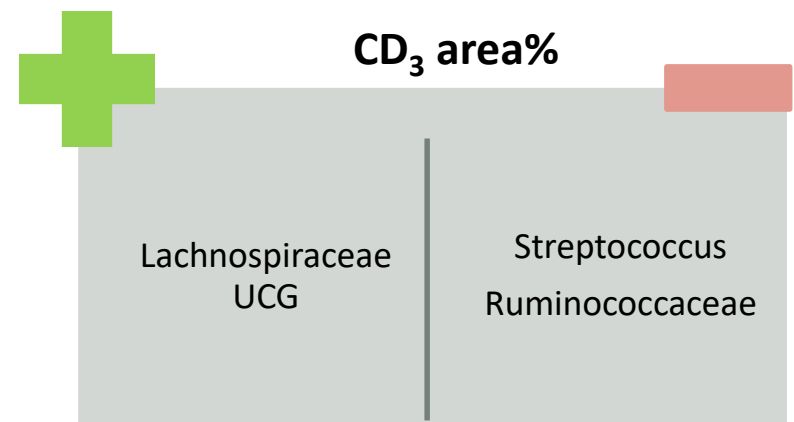 CD₃ area%
Lachnospiraceae
UCG
Streptococcus
Ruminococcaceae